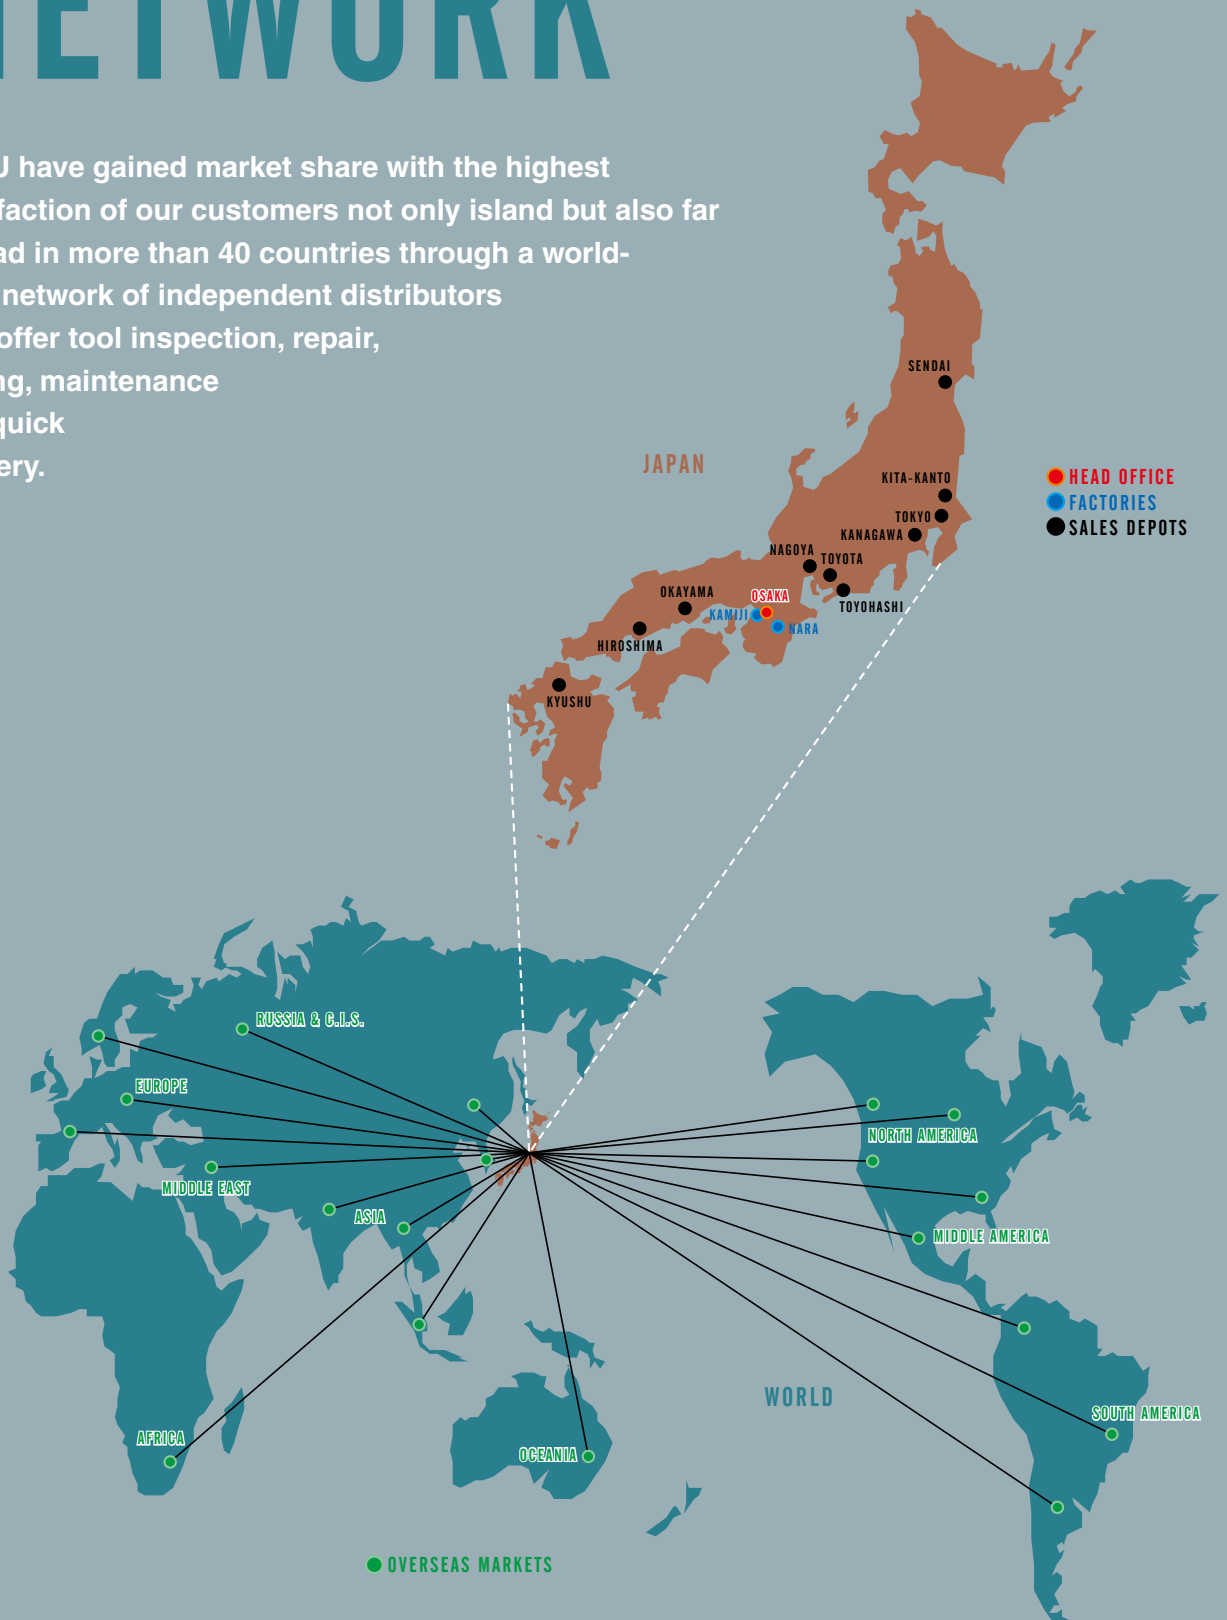 NETWORK
U have gained market share with the highest
faction of our customers not only island but also far
ad in more than 40 countries through a world-
network of independent distributors
offer tool inspection, repair,
ng, maintenance
quick
ery.
SENDAI
JAPAN
KITA-KANTO
HEAD OFFICE
FACTORIES
SALES DEPOTS
TOKYO
KANAGAWA
NAGOYA
TOYOTA
OKAYAMA
OSAKA
TOYOHASHI
KAMIJI
NARA
HIROSHIMA
KYUSHU
RUSSIA & C.I.S.
EUROPE
NORTH AMERICA
MIDDLE EAST
ASIA
MIDDLE AMERICA
WORLD
SOUTH AMERICA
AFRICA
OCEANIA
OVERSEAS MARKETS